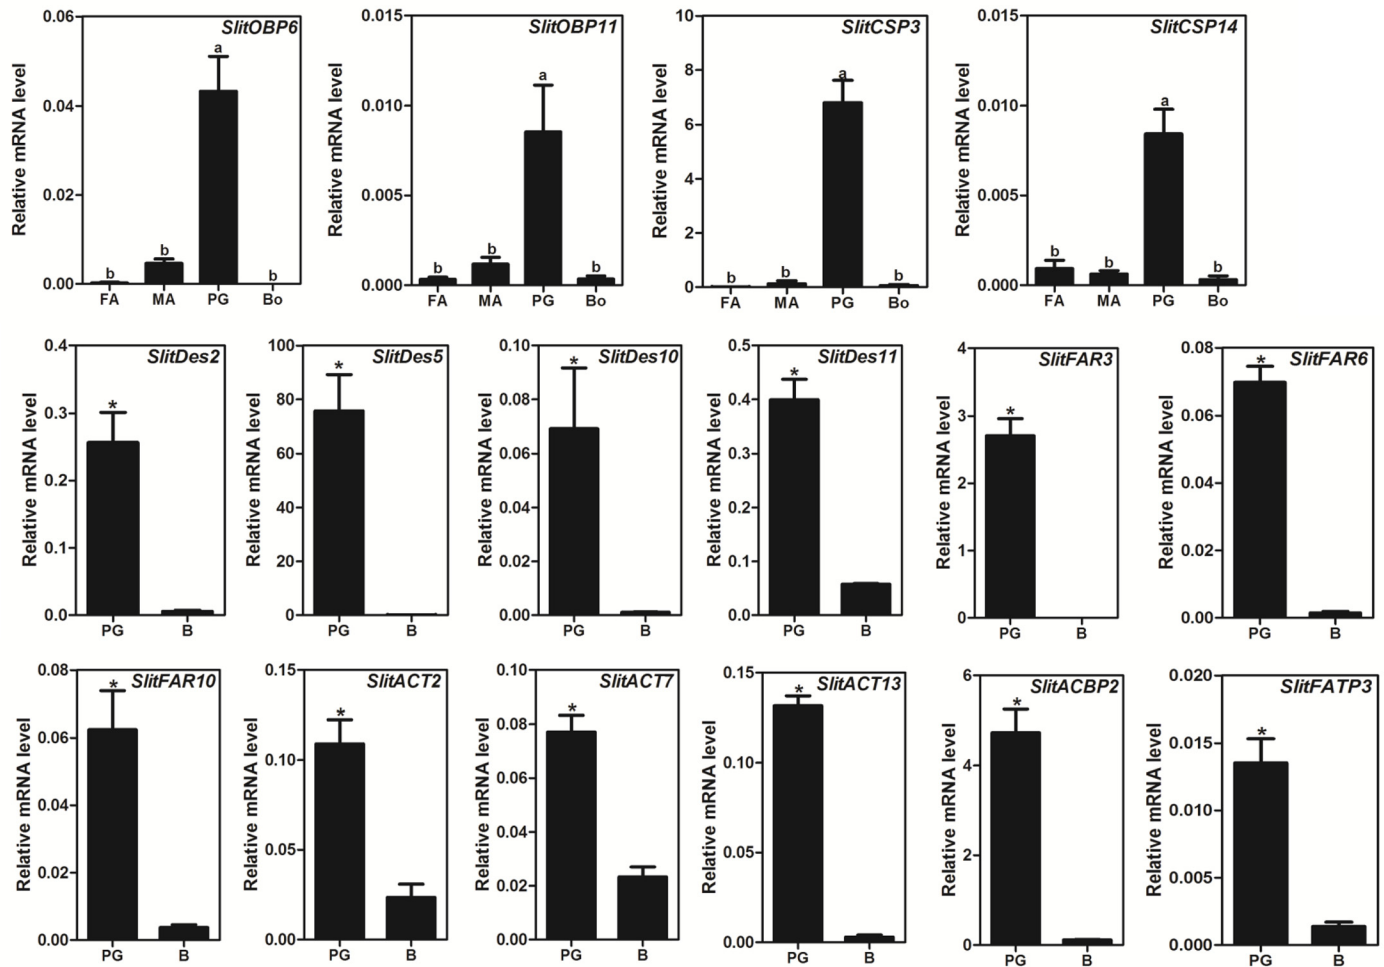 SlitOBP6
Relative mRNA level
0.06
0.04
0.02
0.00
a
b
b
b
FA MA PG Bo
SlitOBP11
Relative mRNA level
0.015
0.010
0.005
0.000
a
b
b
b
FA MA PG Bo
SlitCSP3
Relative mRNA level
10
8
6
4
2
0
a
b
b
b
FA MA PG Bo
SlitCSP14
Relative mRNA level
0.015
0.010
0.005
0.000
a
b
b
b
FA MA PG Bo
SlitDes2
Relative mRNA level
0.4
0.3
0.2
0.1
0.0
*
PG B
SlitDes5
Relative mRNA level
100
80
60
40
20
0
*
PG B
SlitDes10
Relative mRNA level
0.10
0.08
0.06
0.04
0.02
0.00
*
PG B
SlitDes11
Relative mRNA level
0.5
0.4
0.3
0.2
0.1
0.0
*
PG B
SlitFAR3
Relative mRNA level
4
3
2
1
0
*
PG B
SlitFAR6
Relative mRNA level
0.08
0.06
0.04
0.02
0.00
*
PG B
SlitFAR10
Relative mRNA level
0.08
0.06
0.04
0.02
0.00
*
PG B
SlitACT2
Relative mRNA level
0.15
0.10
0.05
0.00
*
PG B
SlitACT7
Relative mRNA level
0.10
0.08
0.06
0.04
0.02
0.00
*
PG B
SlitACT13
Relative mRNA level
0.15
0.10
0.05
0.00
*
PG B
SlitACBP2
Relative mRNA level
6
4
2
0
*
PG B
SlitFATP3
Relative mRNA level
0.020
0.015
0.010
0.005
0.000
*
PG B